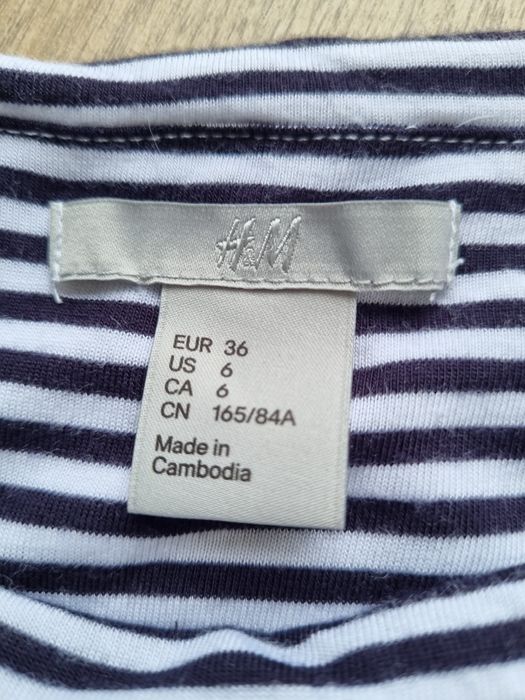 H&M
EUR 36
US 6
CA 6
CN 165/84A
Made in
Cambodia